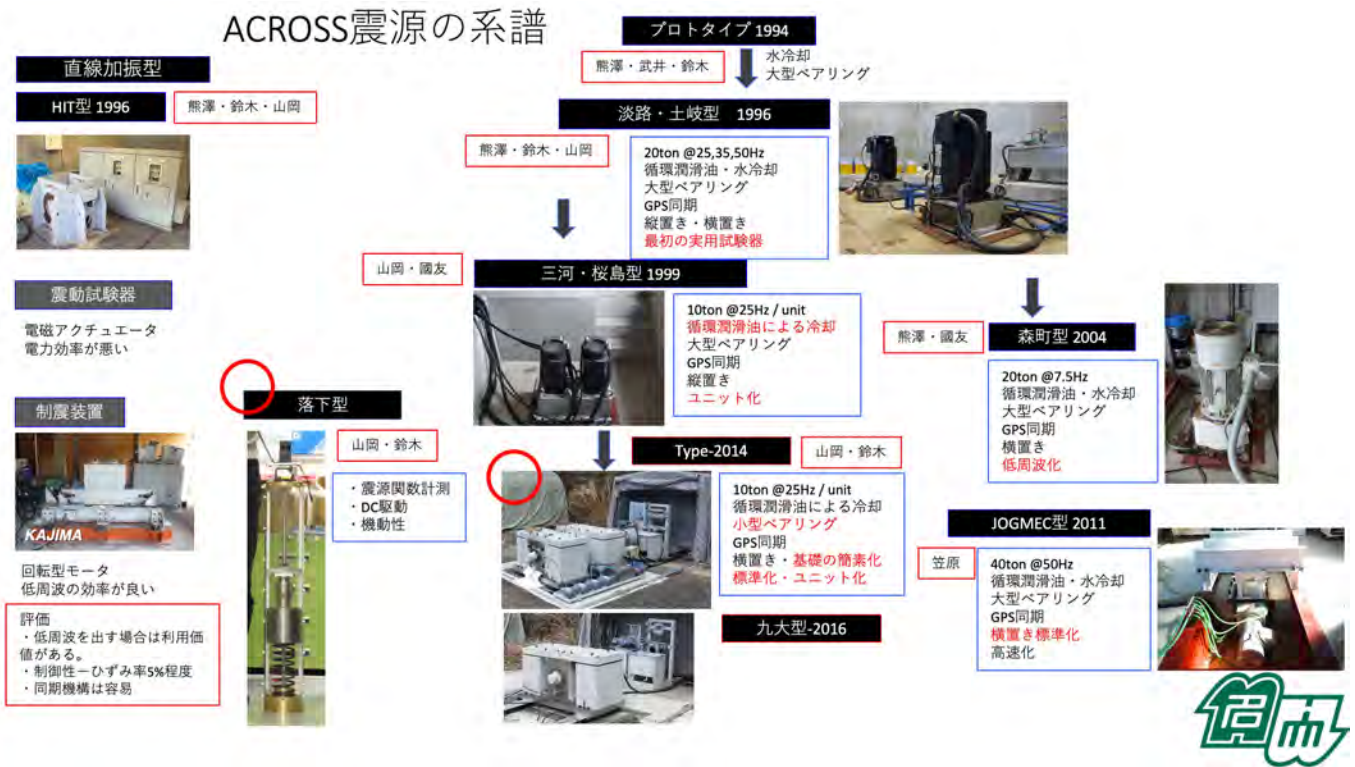 ACROSS震源の系譜
直線加振型
HIT型 1996
熊澤・鈴木・山岡
震動試験器
電磁アクチュエータ
電力効率が悪い
制震装置
KAJIMA
回転型モータ
低周波の効率が良い
評価
・低周波を出す場合は利用価
値がある。
・制御性ーひずみ率5%程度
・同期機構は容易
落下型
山岡・鈴木
・震源関数計測
・DC駆動
・機動性
プロトタイプ 1994
熊澤・武井・鈴木
水冷却
大型ベアリング
淡路・土岐型 1996
熊澤・鈴木・山岡
20ton @25,35,50Hz
循環潤滑油・水冷却
大型ベアリング
GPS同期
縦置き・横置き
最初の実用試験器
山岡・國友
三河・桜島型 1999
10ton @25Hz / unit
循環潤滑油による冷却
大型ベアリング
GPS同期
縦置き
ユニット化
Type-2014
山岡・鈴木
10ton @25Hz / unit
循環潤滑油による冷却
小型ベアリング
GPS同期
横置き・基礎の簡素化
標準化・ユニット化
九大型-2016
熊澤・國友
森町型 2004
20ton @7.5Hz
循環潤滑油・水冷却
大型ベアリング
GPS同期
横置き
低周波化
JOGMEC型 2011
笠原
40ton @50Hz
循環潤滑油・水冷却
大型ベアリング
GPS同期
横置き標準化
高速化